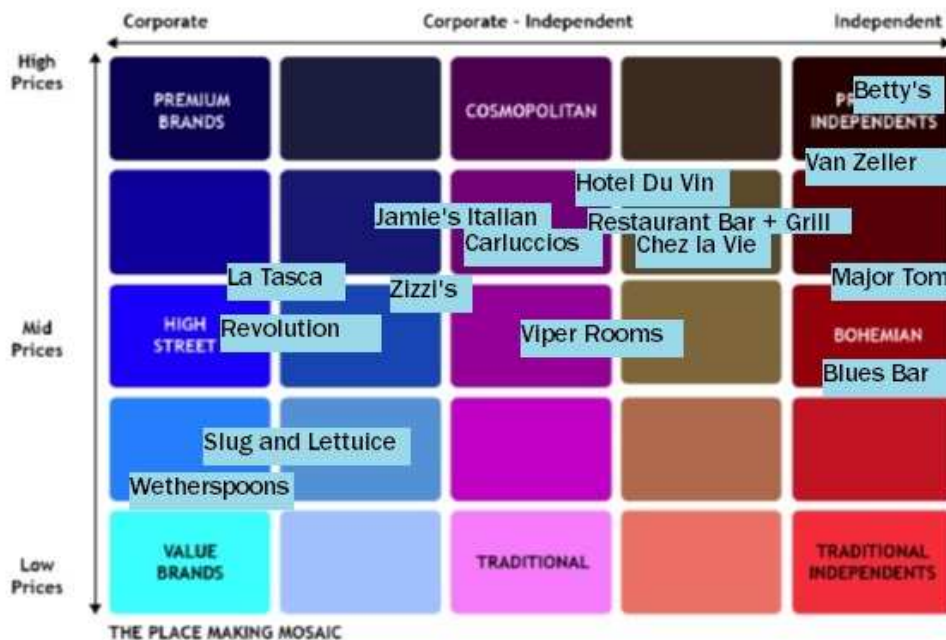 Corporate
Corporate - Independent
Independent
High
Prices
PREMIUM
BRANDS
COSMOPOLITAN
Betty's
INDEPENDENTS
Van Zeller
Hotel Du Vin
Jamie's Italian
Restaurant Bar + Grill
Carluccios
Chez la Vie
La Tasca
Zizzi's
Major Tom
Mid
Prices
HIGH
STREET
Revolution
Viper Rooms
BOHEMIAN
Blues Bar
Slug and Lettuice
Wetherspoons
Low
Prices
VALUE
BRANDS
TRADITIONAL
TRADITIONAL
INDEPENDENTS
THE PLACE MAKING MOSAIC